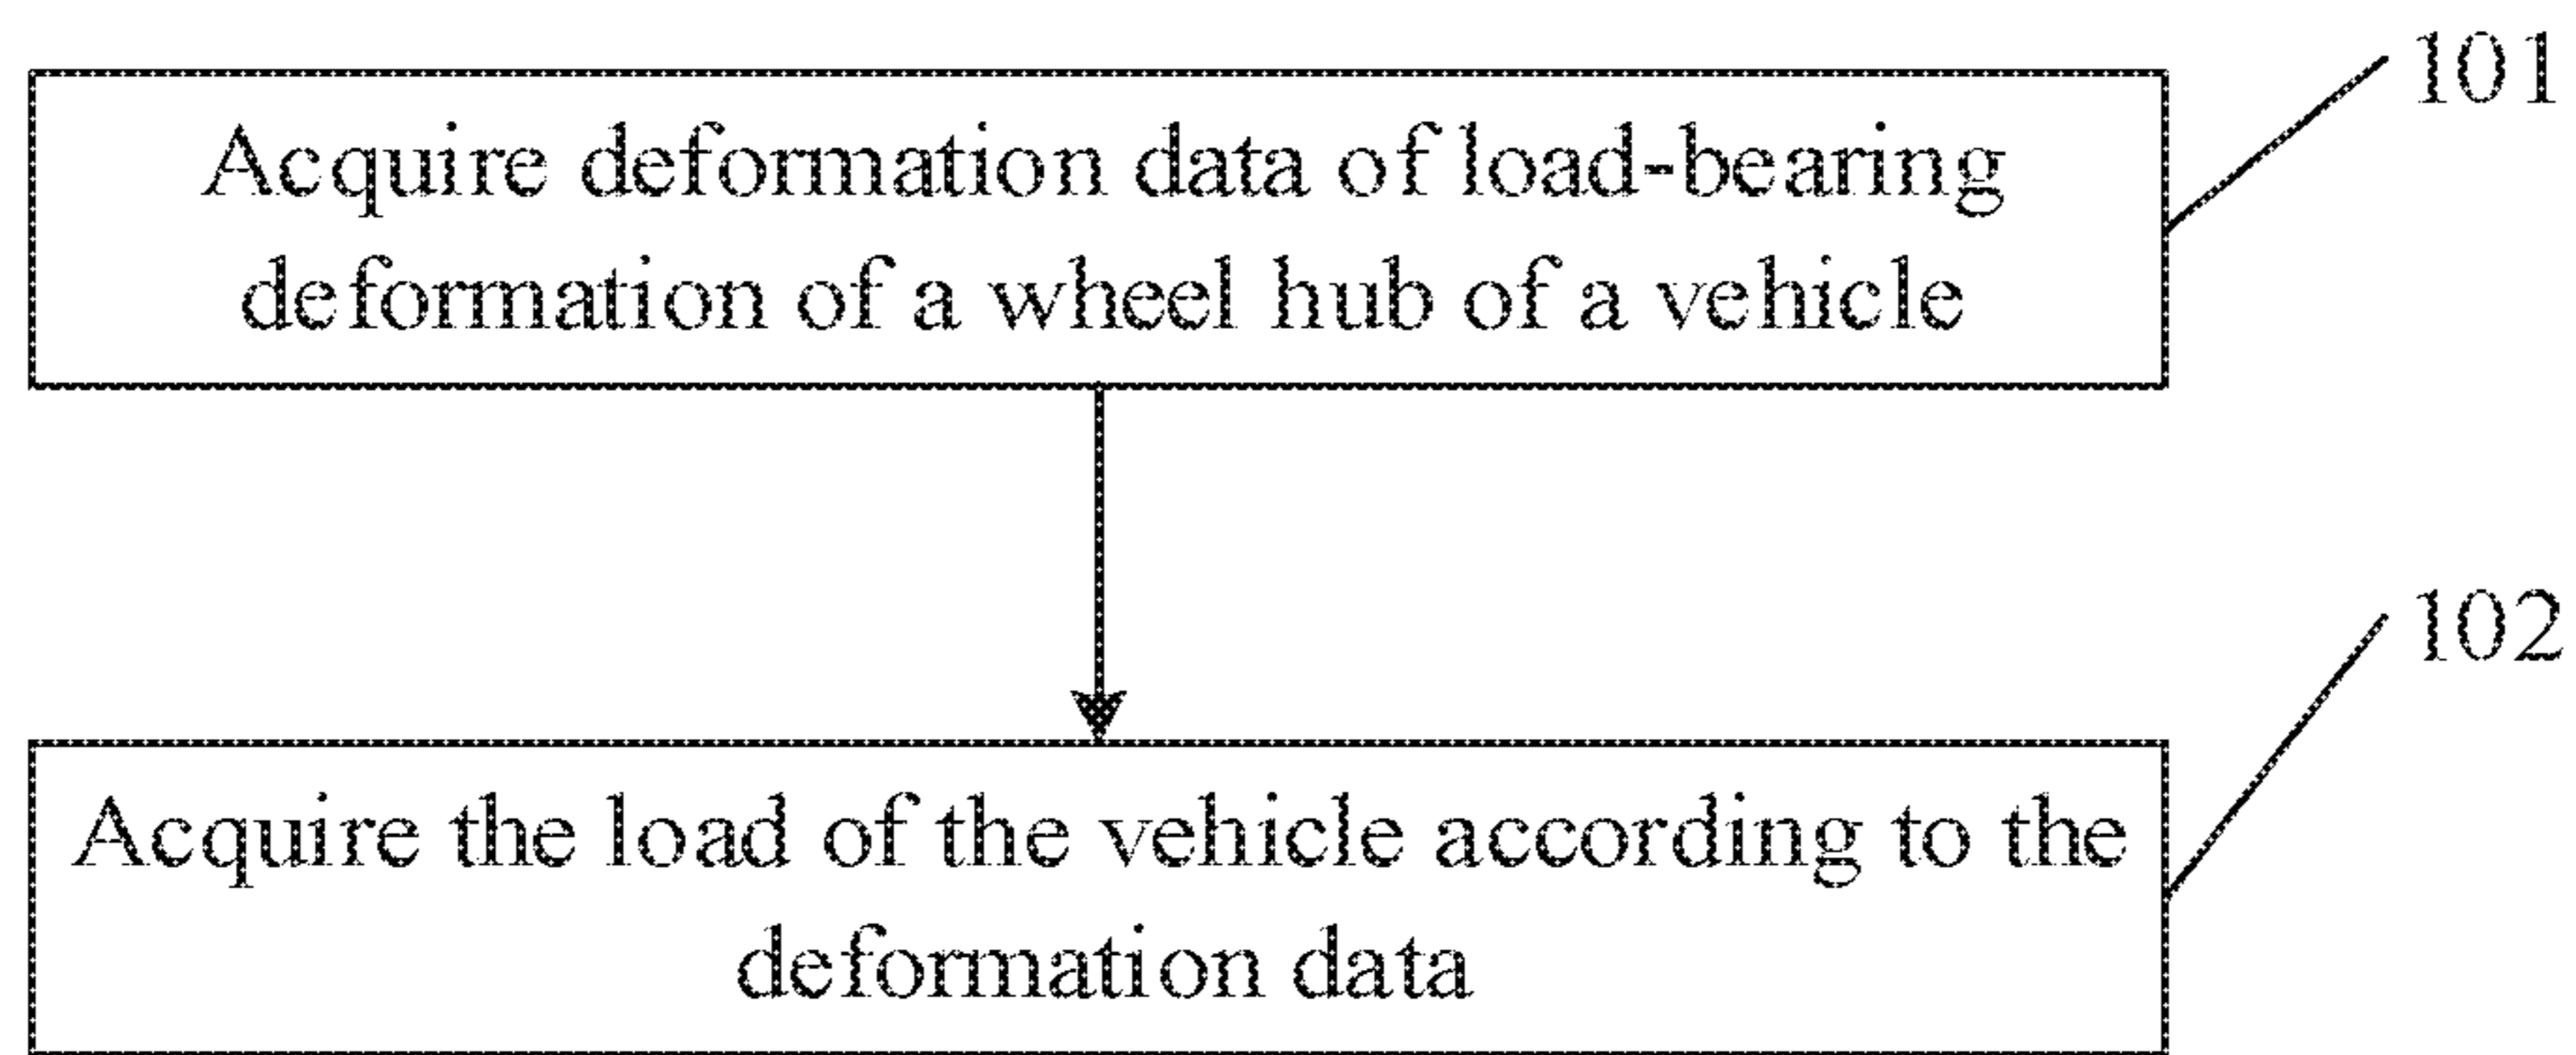 101
Acquire deformation data of load-bearing
deformation of a wheel hub of a vehicle
102
Acquire the load of the vehicle according to the
deformation data